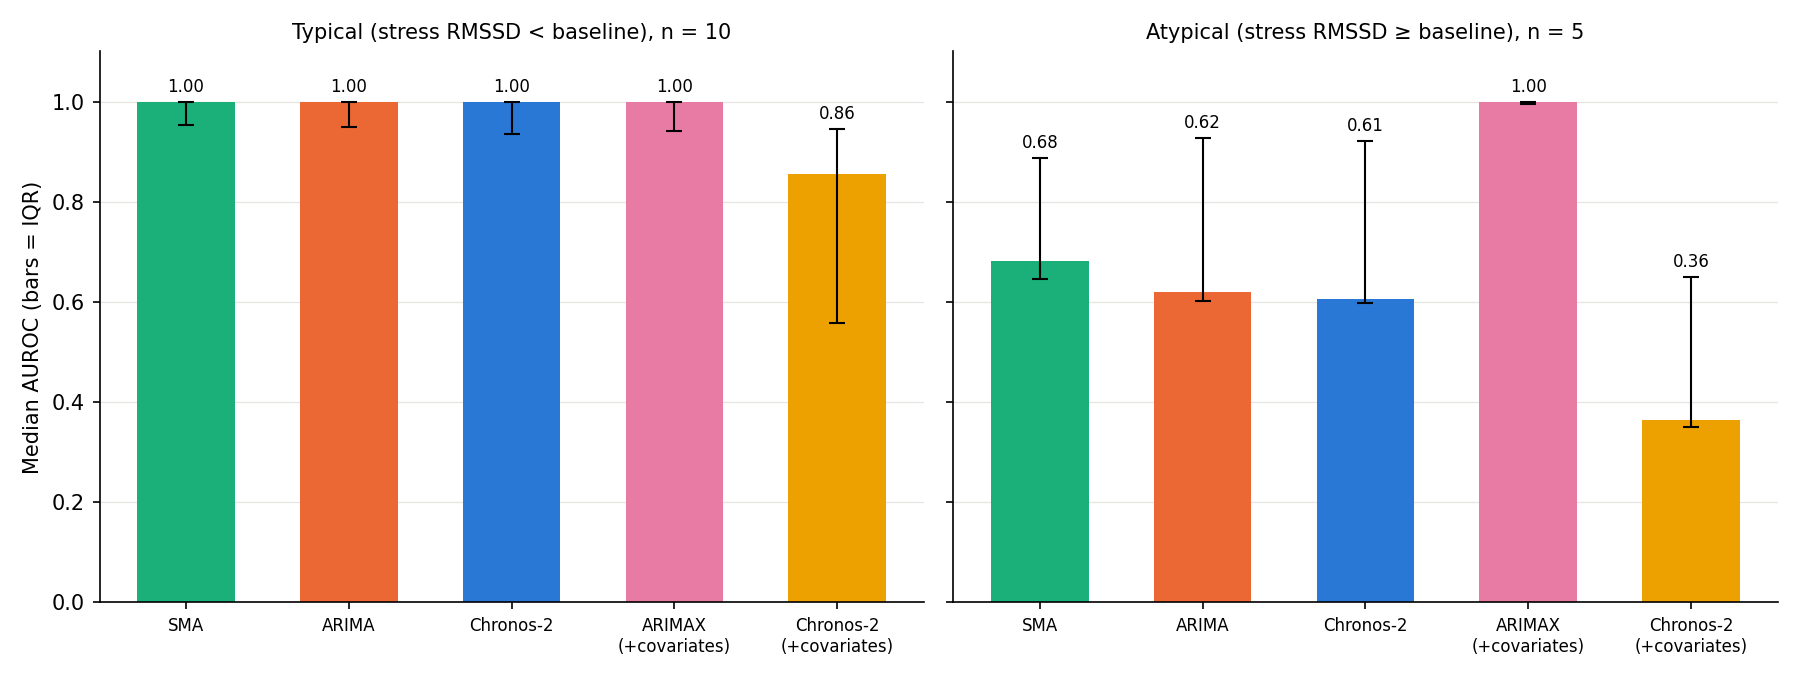 Typical (stress RMSSD < baseline), n = 10
Median AUROC (bars = IQR)
1.0
0.8
0.6
0.4
0.2
0.0
1.00
1.00
1.00
1.00
0.86
SMA
ARIMA
Chronos-2
ARIMAX
(+covariates)
Chronos-2
(+covariates)
Atypical (stress RMSSD ≥ baseline), n = 5
0.68
0.62
0.61
1.00
0.36
SMA
ARIMA
Chronos-2
ARIMAX
(+covariates)
Chronos-2
(+covariates)